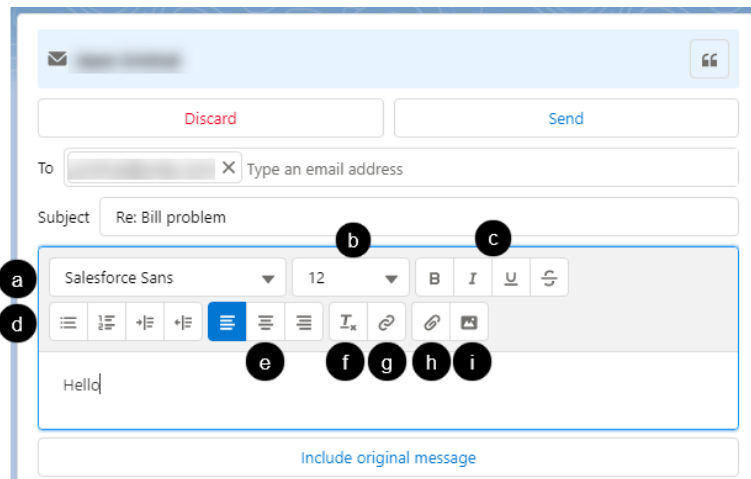 Discard Send
To Type an email address
Subject Re: Bill problem
b c
a Salesforce Sans 12 B I U S
d
e f g h i
Hello
Include original message